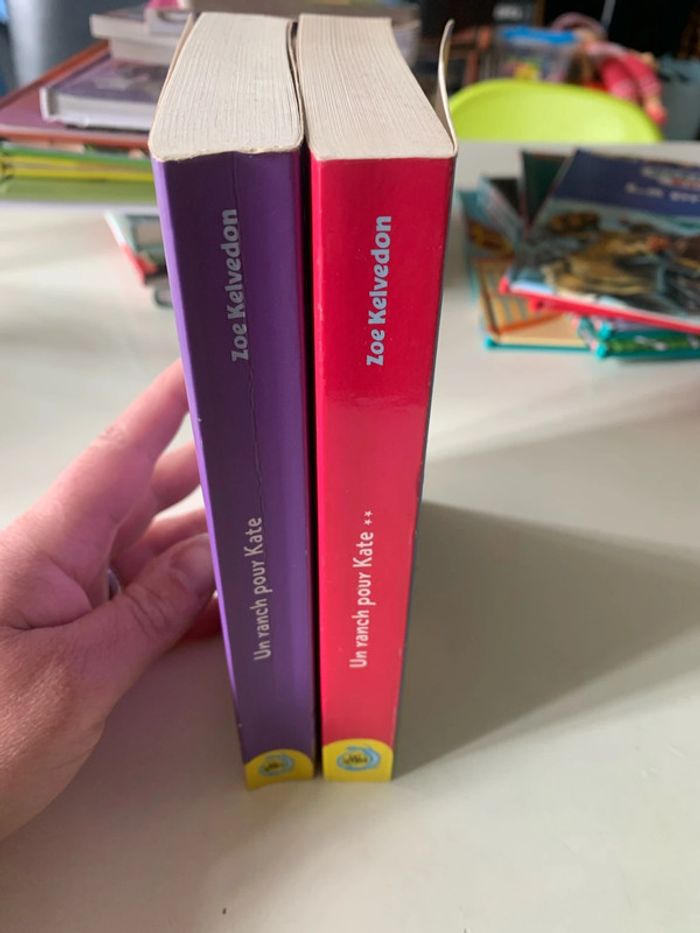 Zoe Kelvedon
Un ranch pour Kate
Zoe Kelvedon
Un ranch pour Kate **